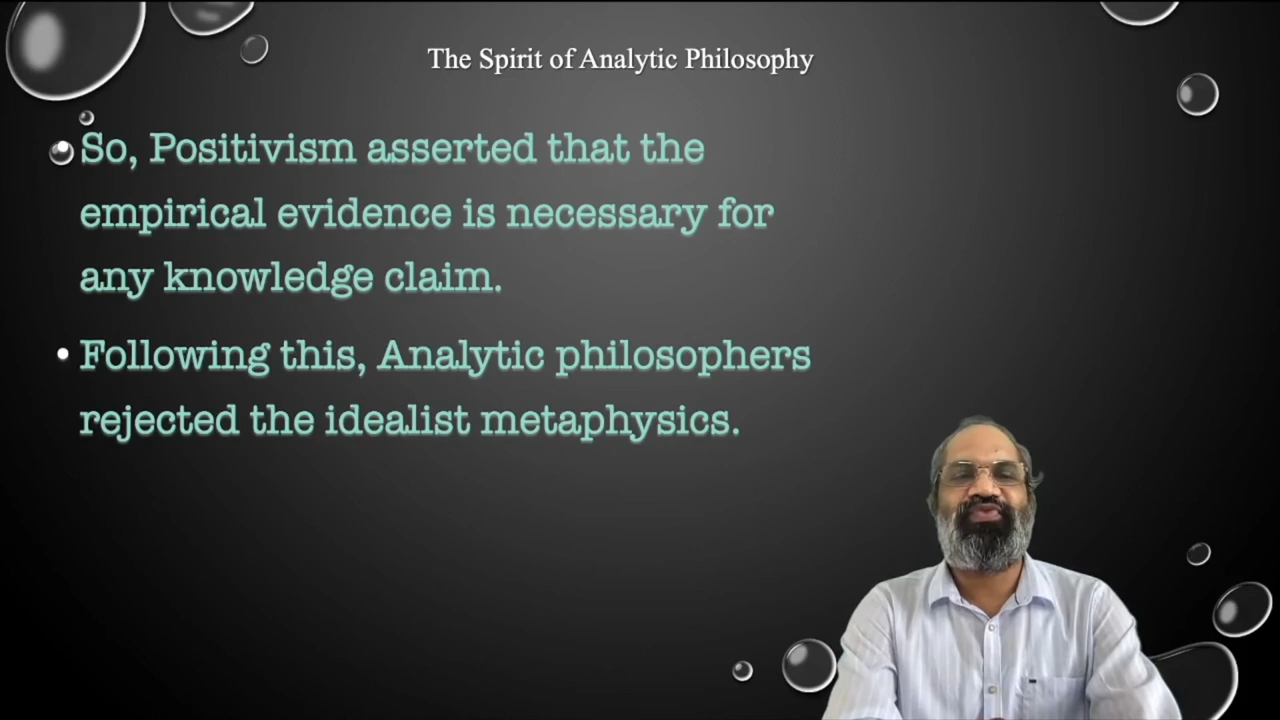 The Spirit of Analytic Philosophy
• So, Positivism asserted that the
empirical evidence is necessary for
any knowledge claim.
• Following this, Analytic philosophers
rejected the idealist metaphysics.